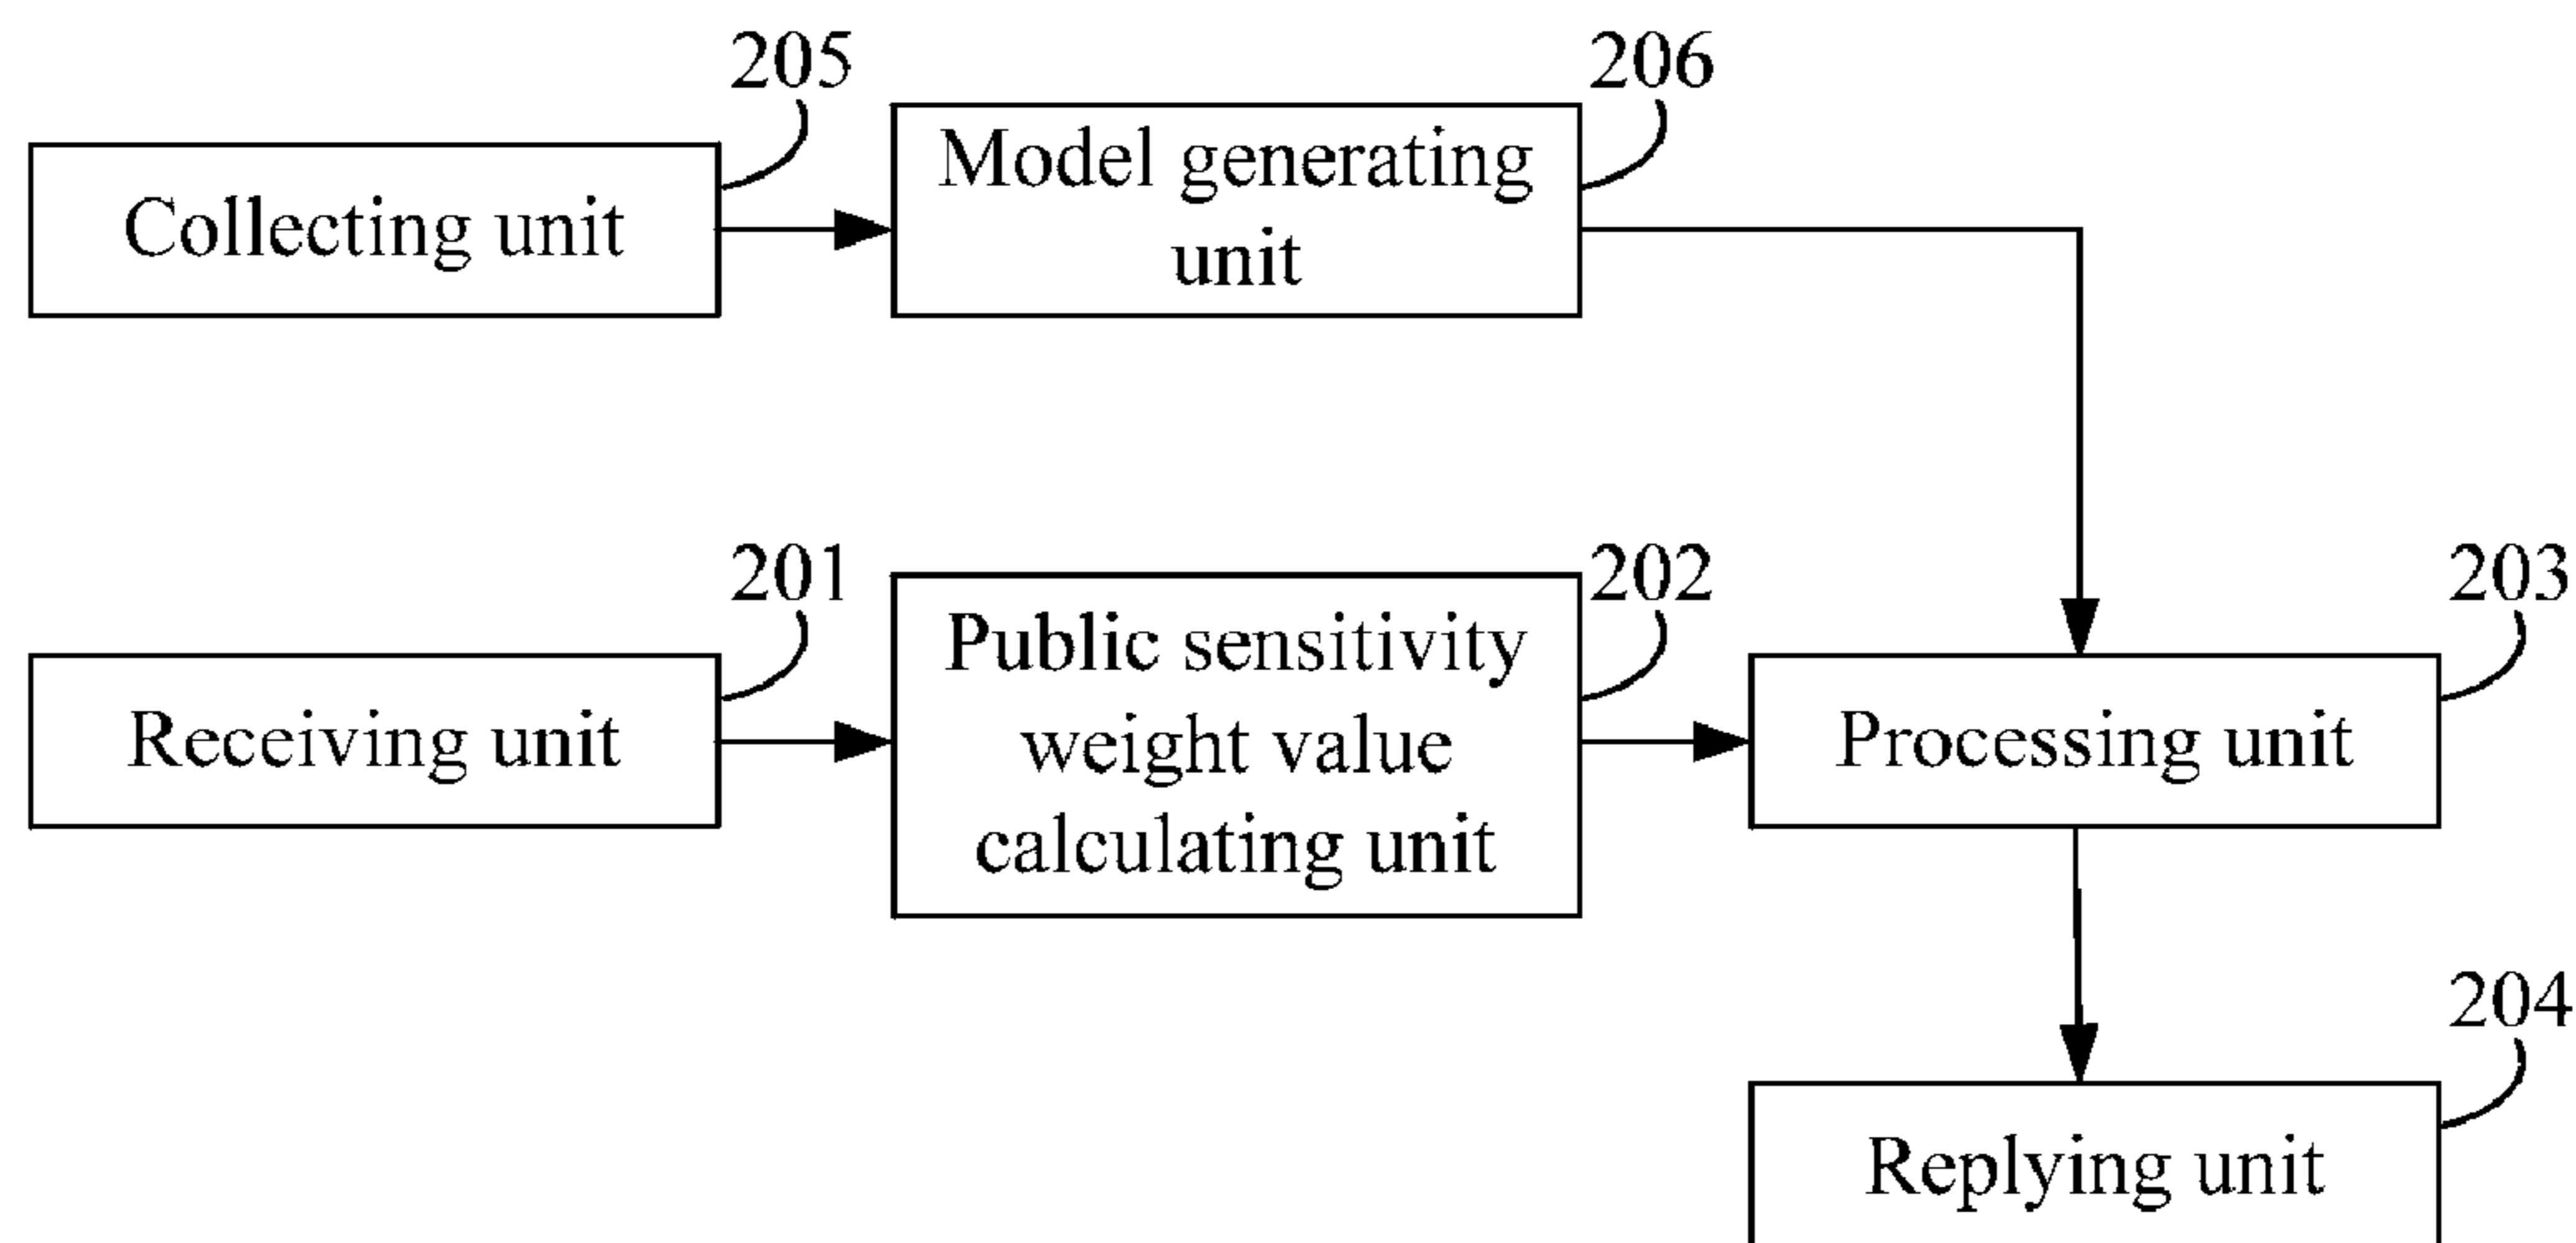 205
206
Collecting unit
Model generating
unit
201
202
203
Receiving unit
Public sensitivity
weight value
calculating unit
Processing unit
204
Replying unit